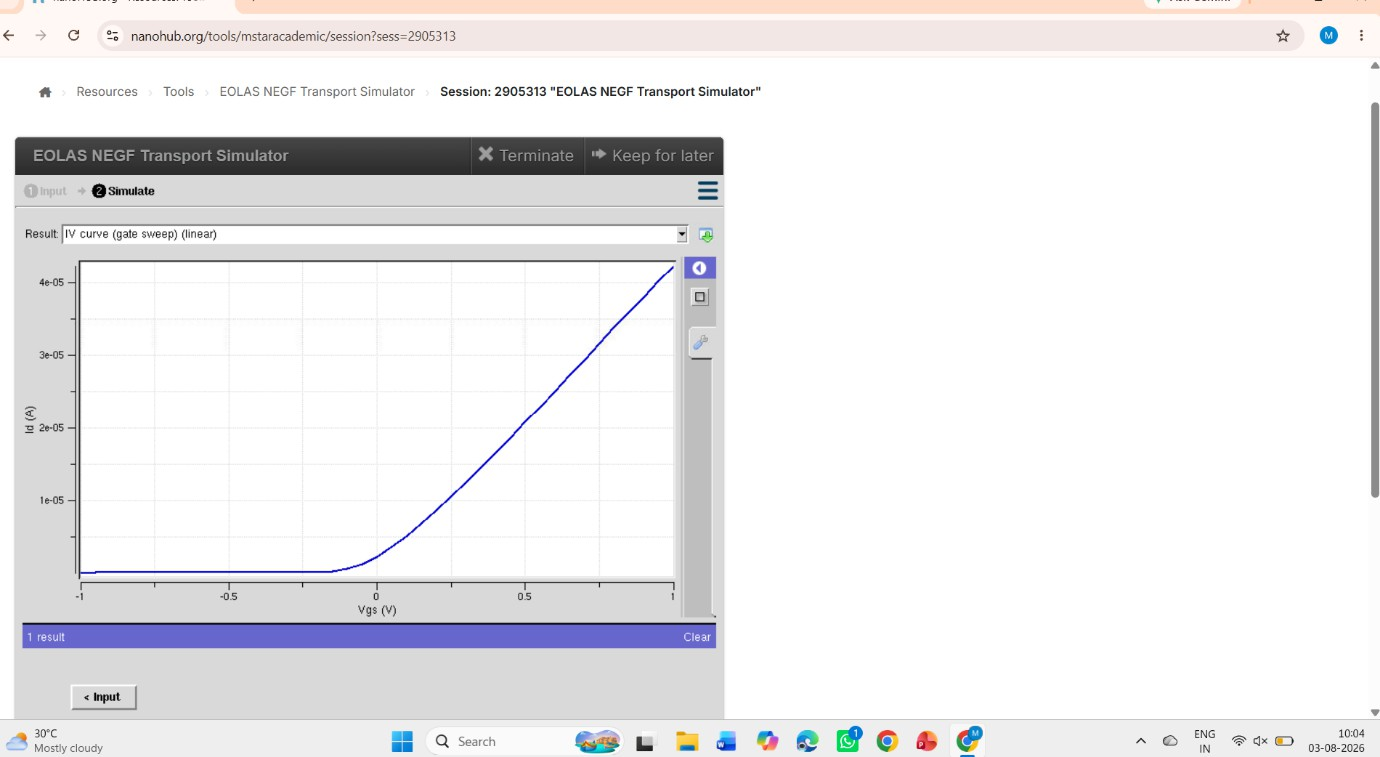 nanohub.org/tools/mstaracademic/session?sess=2905313
M
Resources Tools EOLAS NEGF Transport Simulator Session: 2905313 "EOLAS NEGF Transport Simulator"
EOLAS NEGF Transport Simulator Terminate Keep for later
1 Input 2 Simulate
Result: IV curve (gate sweep) (linear)
4e-05
3e-05
Id (A)
2e-05
1e-05
-1 -0.5 0 0.5 1
Vgs (V)
1 result Clear
< Input
30°C
Mostly cloudy
Search
1
M
ENG
IN
10:04
03-08-2026